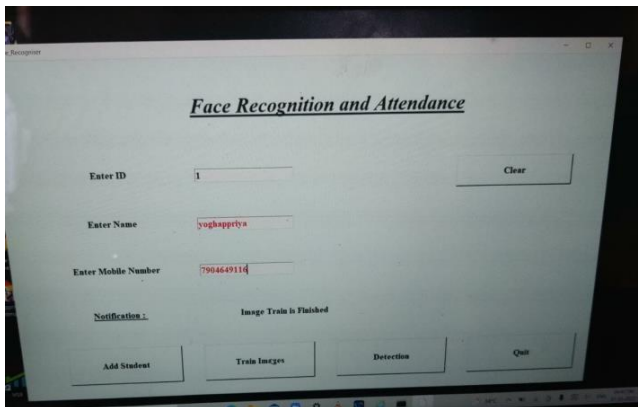 Face Recognition and Attendance
Enter ID
1
Clear
Enter Name
yoghappriya
Enter Mobile Number
7904649116
Notification :
Image Train is Finished
Add Student
Train Images
Detection
Quit